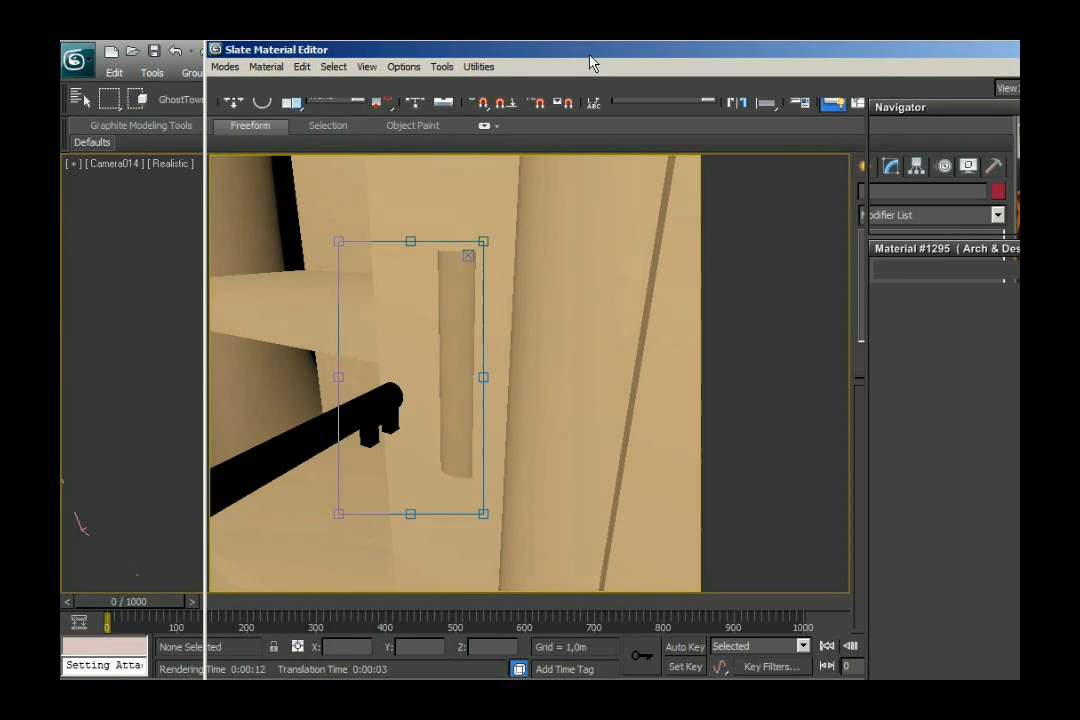 Slate Material Editor
Edit Tools Grou
Modes Material Edit Select View Options Tools Utilities
GhostTow
ABC
View
Navigator
Graphite Modeling Tools Freeform Selection Object Paint
Defaults
[ + ] [ Camera014 ] [ Realistic ]
odifier List
Material #1295 ( Arch & Des
0 / 1000
0 100 200 300 400 500 600 700 800 900 1000
None Selected X: Y: Z: Grid = 1,0m Auto Key Selected
Setting Atta Rendering Time 0:00:12 Translation Time 0:00:03 Add Time Tag Set Key Key Filters... 0